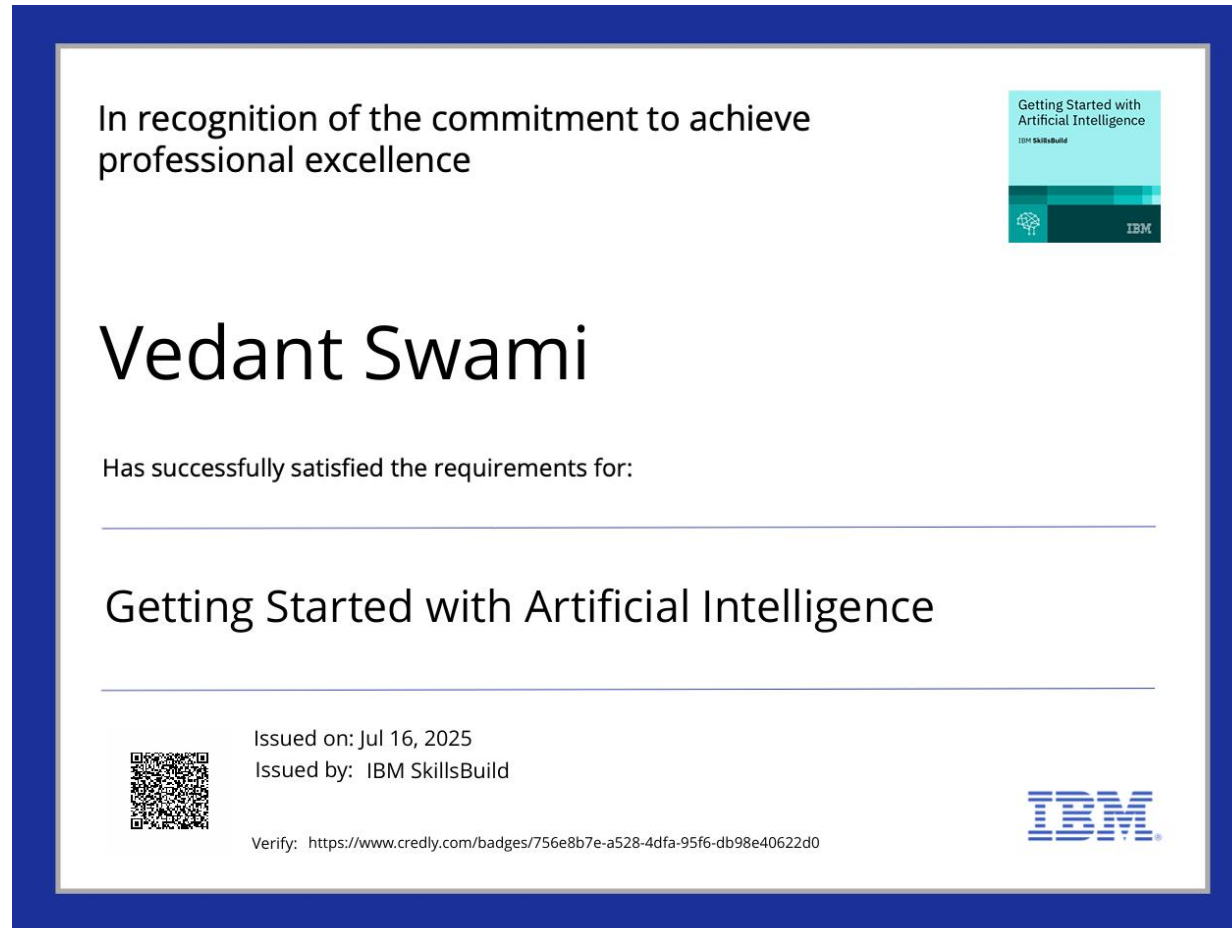 In recognition of the commitment to achieve
professional excellence
Getting Started with
Artificial Intelligence
IBM SkillsBuild
IBM
Vedant Swami
Has successfully satisfied the requirements for:
Getting Started with Artificial Intelligence
Issued on: Jul 16, 2025
Issued by: IBM SkillsBuild
Verify: https://www.credly.com/badges/756e8b7e-a528-4dfa-95f6-db98e40622d0
IBM®